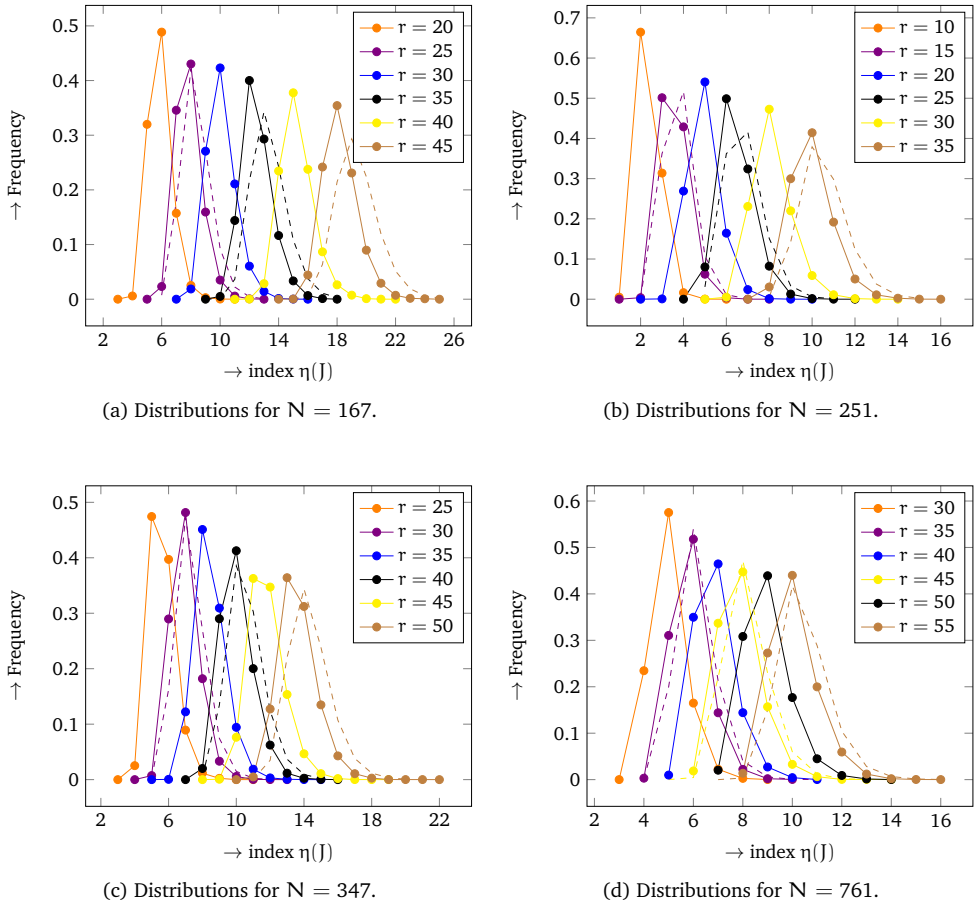 0.5
0.4
0.3
0.2
0.1
0
→ Frequency
2 6 10 14 18 22 26
→ index η(J)
r = 20
r = 25
r = 30
r = 35
r = 40
r = 45
(a) Distributions for N = 167.
0.7
0.6
0.5
0.4
0.3
0.2
0.1
0
→ Frequency
2 4 6 8 10 12 14 16
→ index η(J)
r = 10
r = 15
r = 20
r = 25
r = 30
r = 35
(b) Distributions for N = 251.
0.5
0.4
0.3
0.2
0.1
0
→ Frequency
2 6 10 14 18 22
→ index η(J)
r = 25
r = 30
r = 35
r = 40
r = 45
r = 50
(c) Distributions for N = 347.
0.6
0.5
0.4
0.3
0.2
0.1
0
→ Frequency
2 4 6 8 10 12 14 16
→ index η(J)
r = 30
r = 35
r = 40
r = 45
r = 50
r = 55
(d) Distributions for N = 761.